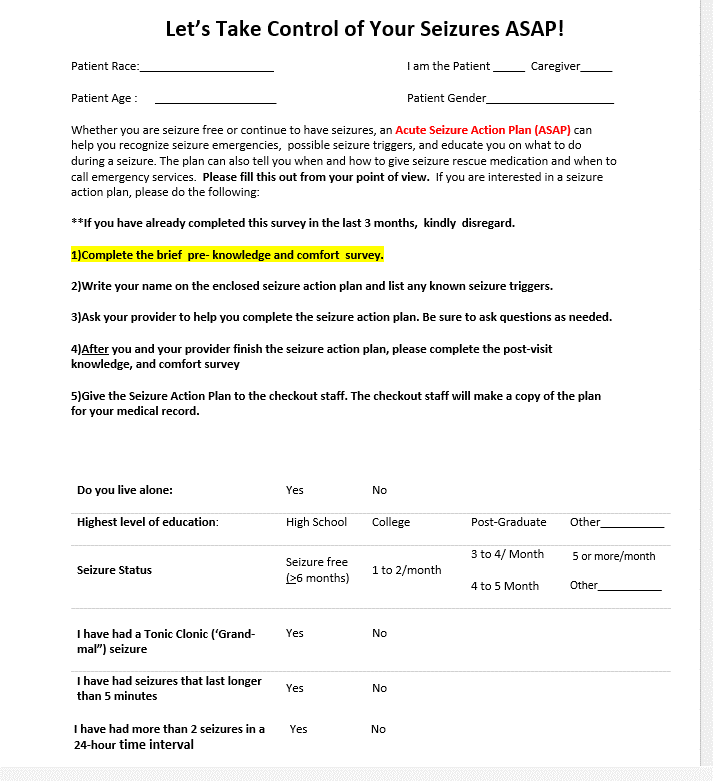 Let's Take Control of Your Seizures ASAP!
Patient Race:______________________ I am the Patient _____ Caregiver_____
Patient Age : ____________________ Patient Gender_____________________
Whether you are seizure free or continue to have seizures, an Acute Seizure Action Plan (ASAP) can
help you recognize seizure emergencies, possible seizure triggers, and educate you on what to do
during a seizure. The plan can also tell you when and how to give seizure rescue medication and when to
call emergency services. Please fill this out from your point of view. If you are interested in a seizure
action plan, please do the following:
**If you have already completed this survey in the last 3 months, kindly disregard.
1)Complete the brief pre- knowledge and comfort survey.
2)Write your name on the enclosed seizure action plan and list any known seizure triggers.
3)Ask your provider to help you complete the seizure action plan. Be sure to ask questions as needed.
4)After you and your provider finish the seizure action plan, please complete the post-visit
knowledge, and comfort survey
5)Give the Seizure Action Plan to the checkout staff. The checkout staff will make a copy of the plan
for your medical record.
Do you live alone: Yes No
Highest level of education: High School College Post-Graduate Other__________
Seizure Status Seizure free (>6 months) 1 to 2/month 3 to 4/ Month 5 or more/month
4 to 5 Month Other__________
I have had a Tonic Clonic ('Grand- Yes No
mal") seizure
I have had seizures that last longer Yes No
than 5 minutes
I have had more than 2 seizures in a Yes No
24-hour time interval